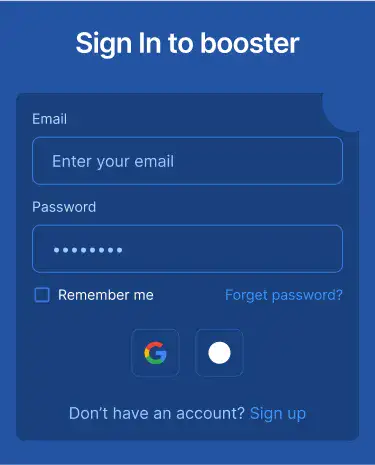 Sign In to booster
Email
Enter your email
Password
••••••••
Remember me
Forget password?
Don't have an account? Sign up